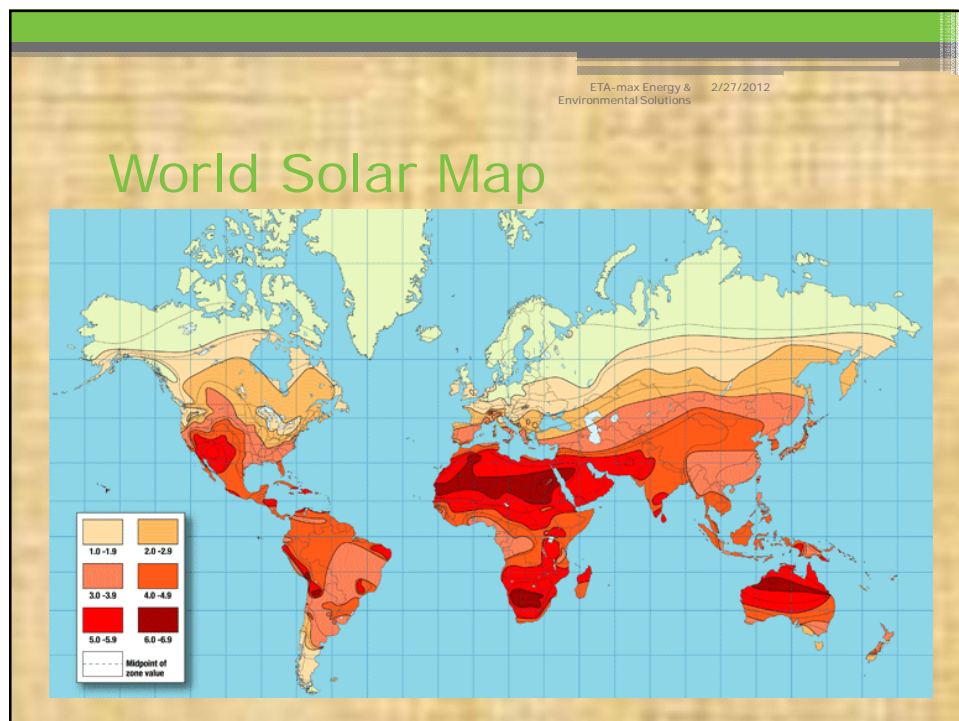 ETA-max Energy & 2/27/2012
Environmental Solutions
World Solar Map
1.0 -1.9 2.0 -2.9
3.0 -3.9 4.0 -4.9
5.0 -5.9 6.0 -6.9
Midpoint of
zone value